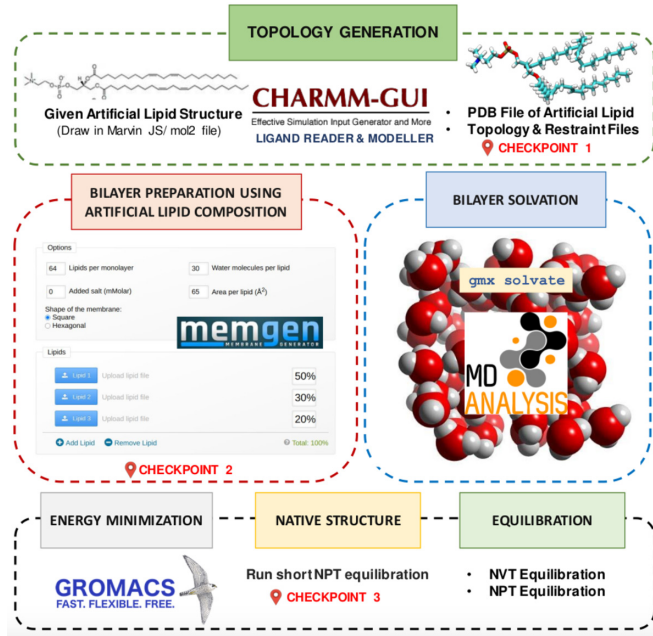 TOPOLOGY GENERATION
Given Artificial Lipid Structure
(Draw in Marvin JS/ mol2 file)
CHARMM-GUI
Effective Simulation Input Generator and More
LIGAND READER & MODELLER
• PDB File of Artificial Lipid
• Topology & Restraint Files
CHECKPOINT 1
BILAYER PREPARATION USING
ARTIFICIAL LIPID COMPOSITION
Options
64 Lipids per monolayer
30 Water molecules per lipid
0 Added salt (mMolar)
65 Area per lipid (Å²)
Shape of the membrane:
Square
Hexagonal
memgen
MEMBRANE GENERATOR
Lipids
Lipid 1 Upload lipid file 50%
Lipid 2 Upload lipid file 30%
Lipid 3 Upload lipid file 20%
Add Lipid Remove Lipid Total: 100%
CHECKPOINT 2
BILAYER SOLVATION
gmx solvate
MD
ANALYSIS
ENERGY MINIMIZATION
GROMACS
FAST. FLEXIBLE. FREE.
NATIVE STRUCTURE
Run short NPT equilibration
CHECKPOINT 3
EQUILIBRATION
• NVT Equilibration
• NPT Equilibration